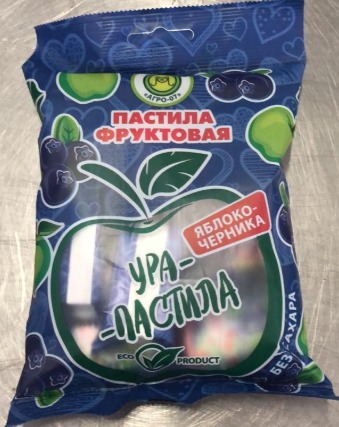 «АГРО-07»
ПАСТИЛА
ФРУКТОВАЯ
ЯБЛОКО-
ЧЕРНИКА
УРА-
-ПАСТИЛА
ECO PRODUCT
БЕЗ САХАРА